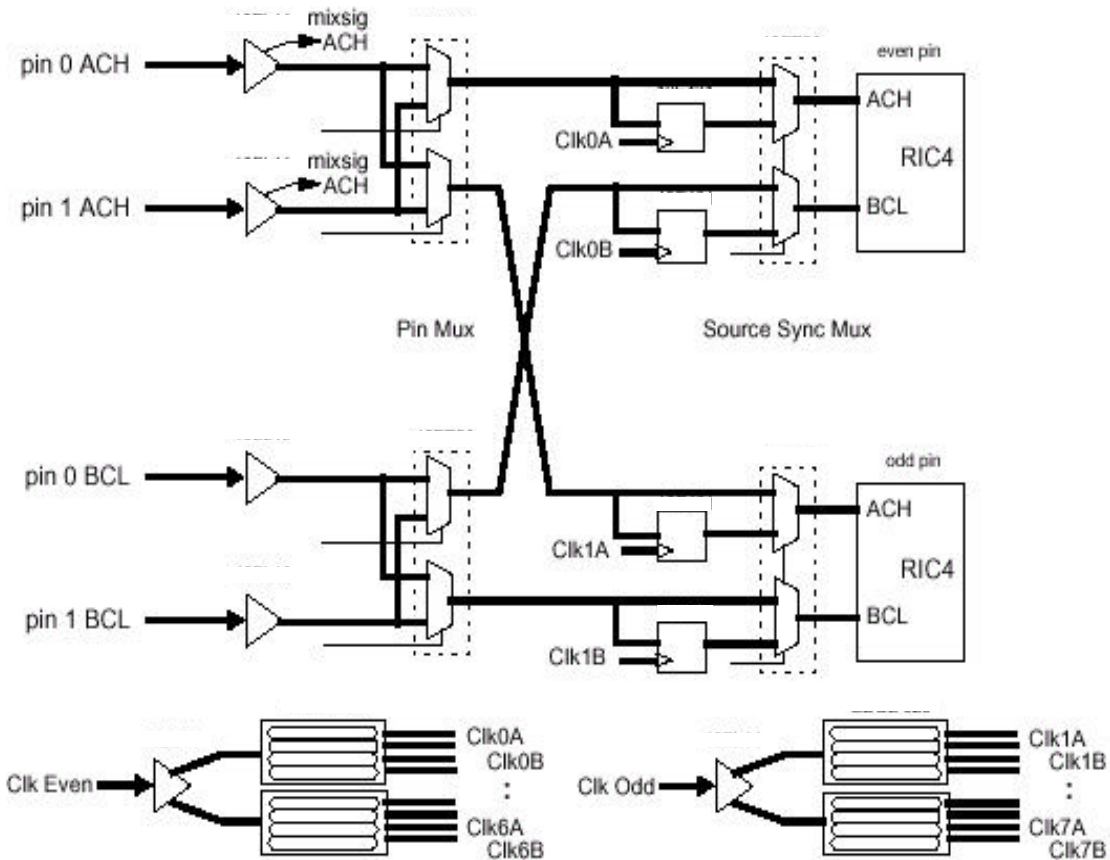 mixsig
ACH
pin 0 ACH
mixsig
ACH
pin 1 ACH
Clk0A
Clk0B
even pin
ACH
RIC4
BCL
Pin Mux
Source Sync Mux
pin 0 BCL
pin 1 BCL
Clk1A
Clk1B
odd pin
ACH
RIC4
BCL
Clk Even
Clk0A
Clk0B
:
Clk6A
Clk6B
Clk Odd
Clk1A
Clk1B
:
Clk7A
Clk7B